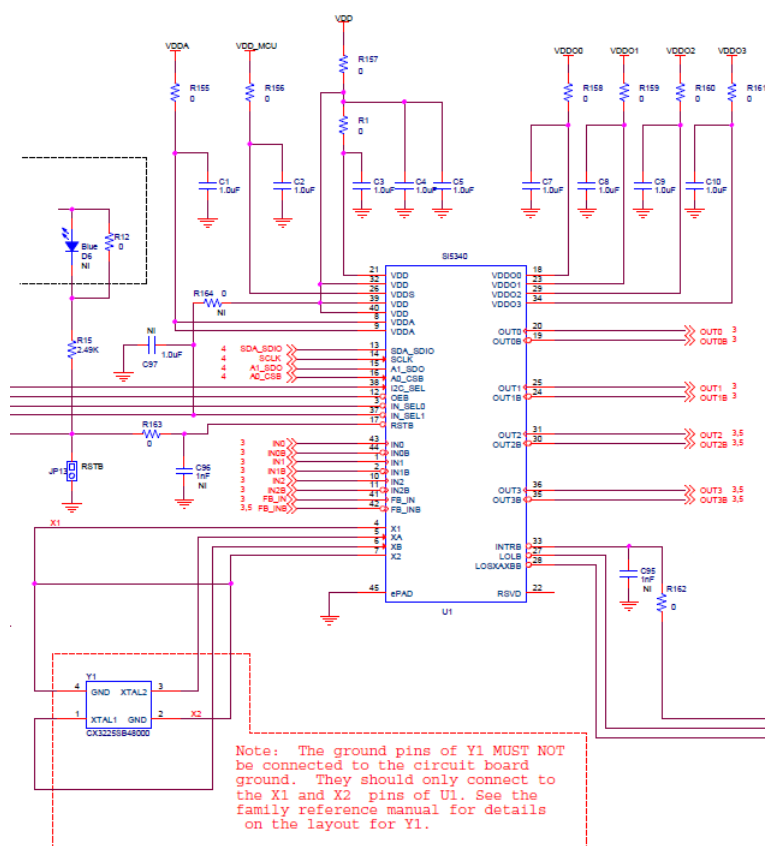 VDD
VDDA
VDD_MCU
VDDO0
VDDO1
VDDO2
VDDO3
R155
0
R156
0
R157
0
R1
0
R158
0
R159
0
R160
0
R161
0
C1
1.0uF
C2
1.0uF
C3
1.0uF
C4
1.0uF
C5
1.0uF
C7
1.0uF
C8
1.0uF
C9
1.0uF
C10
1.0uF
Blue
D6
NI
R12
0
R15
2.49K
R164 0
NI
NI
1.0uF
C97
SI5340
21 VDD
32 VDD
26 VDDS
39 VDD
40 VDD
8 VDDA
9 VDDA
4 SDA_SDIO 13 SDA_SDIO
4 SCLK 14 SCLK
4 A1_SDO 15 A1_SDO
4 A0_CSB 16 A0_CSB
38 I2C_SEL
12 OEB
3 IN_SEL0
37 IN_SEL1
17 RSTB
3 IN0 43 IN0
3 IN0B 44 IN0B
3 IN1 1 IN1
3 IN1B 2 IN1B
3 IN2 10 IN2
3 IN2B 11 IN2B
3 FB_IN 41 FB_IN
3,5 FB_INB 42 FB_INB
4 X1
5 XA
6 XB
7 X2
45 ePAD
VDDO0 18
VDDO1 23
VDDO2 29
VDDO3 34
OUT0 20 OUT0 3
OUT0B 19 OUT0B 3
OUT1 25 OUT1 3
OUT1B 24 OUT1B 3
OUT2 31 OUT2 3,5
OUT2B 30 OUT2B 3,5
OUT3 36 OUT3 3,5
OUT3B 35 OUT3B 3,5
INTRB 33
LOLB 27
LOSXAXBB 28
RSVD 22
U1
R163
0
C96
1nF
NI
JP13
RSTB
C95
1nF
NI
R162
0
X1
Y1
4 GND XTAL2 3
1 XTAL1 GND 2
X2
CX3225SB48000
Note: The ground pins of Y1 MUST NOT
be connected to the circuit board
ground. They should only connect to
the X1 and X2 pins of U1. See the
family reference manual for details
on the layout for Y1.